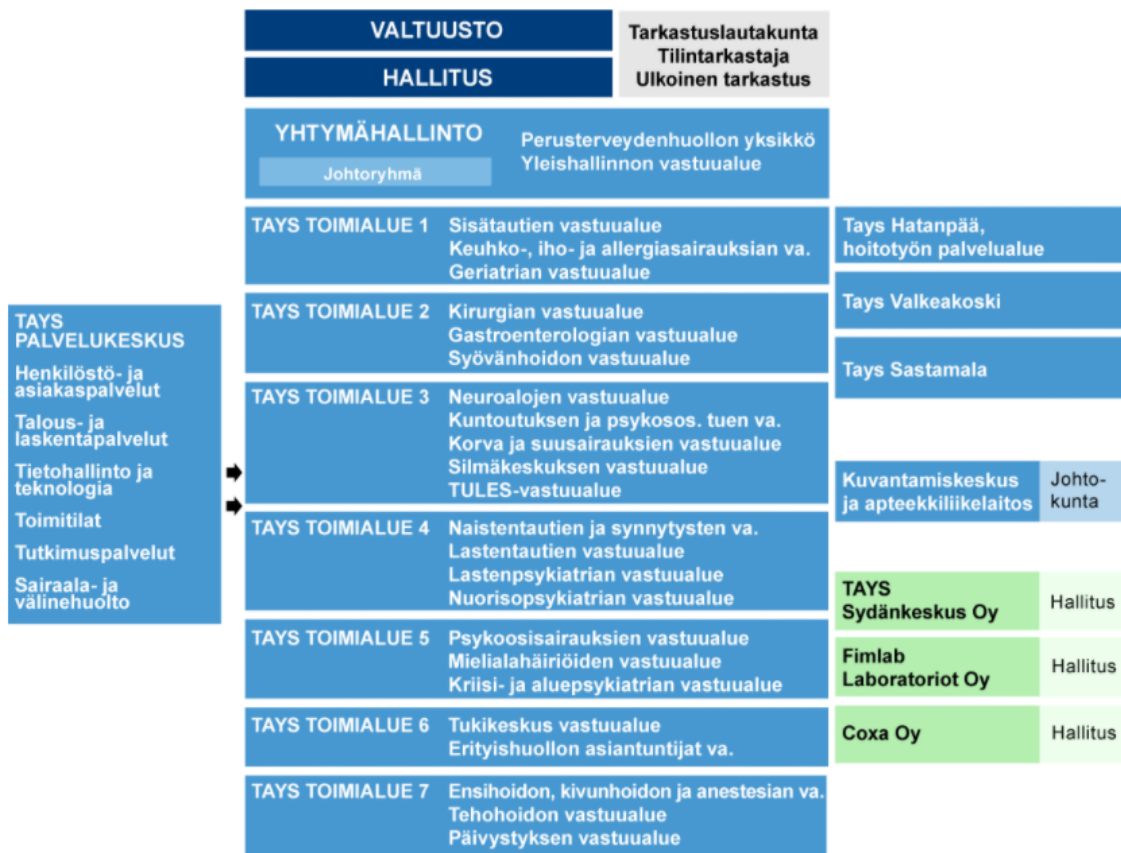 VALTUUSTO
HALLITUS
Tarkastuslautakunta
Tilintarkastaja
Ulkoinen tarkastus
YHTYMÄHALLINTO
Johtoryhmä
Perusterveydenhuollon yksikkö
Yleishallinnon vastuualue
TAYS PALVELUKESKUS
Henkilöstö- ja
asiakaspalvelut
Talous- ja
laskentapalvelut
Tietohallinto ja
teknologia
Toimitilat
Tutkimuspalvelut
Sairaala- ja
välinehuolto
TAYS TOIMIALUE 1
Sisätautien vastuualue
Keuhko-, iho- ja allergiasairauksian va.
Geriatrian vastuualue
TAYS TOIMIALUE 2
Kirurgian vastuualue
Gastroenterologian vastuualue
Syövänhoidon vastuualue
TAYS TOIMIALUE 3
Neuroalojen vastuualue
Kuntoutuksen ja psykosos. tuen va.
Korva ja suusairauksien vastuualue
Silmäkeskuksen vastuualue
TULES-vastuualue
TAYS TOIMIALUE 4
Naistentautien ja synnytysten va.
Lastentautien vastuualue
Lastenpsykiatrian vastuualue
Nuorisopsykiatrian vastuualue
TAYS TOIMIALUE 5
Psykoosisairauksien vastuualue
Mielialahäiriöiden vastuualue
Kriisi- ja aluepsykiatrian vastuualue
TAYS TOIMIALUE 6
Tukikeskus vastuualue
Erityishuollon asiantuntijat va.
TAYS TOIMIALUE 7
Ensihoidon, kivunhoidon ja anestesian va.
Tehohoidon vastuualue
Päivystyksen vastuualue
Tays Hatanpää,
hoitotyön palvelualue
Tays Valkeakoski
Tays Sastamala
Kuvantamiskeskus
ja apteekkiliikelaitos
Johto-
kunta
TAYS
Sydänkeskus Oy
Hallitus
Fimlab
Laboratoriot Oy
Hallitus
Coxa Oy
Hallitus